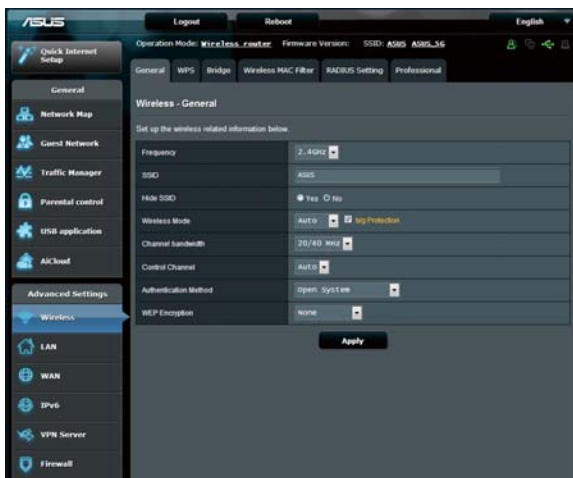 ASUS
Logout
Reboot
English
Quick Internet Setup
Operation Mode: Wireless router Firmware Version: SSID: ASUS ASUS_5G
General WPS Bridge Wireless MAC Filter RADIUS Setting Professional
General
Network Map
Guest Network
Traffic Manager
Parental control
USB application
AiCloud
Advanced Settings
Wireless
LAN
WAN
IPv6
VPN Server
Firewall
Wireless - General
Set up the wireless related information below.
Frequency 2.4GHz
SSID ASUS
Hide SSID Yes No
Wireless Mode Auto b/g Protection
Channel bandwidth 20/40 MHz
Control Channel Auto
Authentication Method Open System
WEP Encryption None
Apply